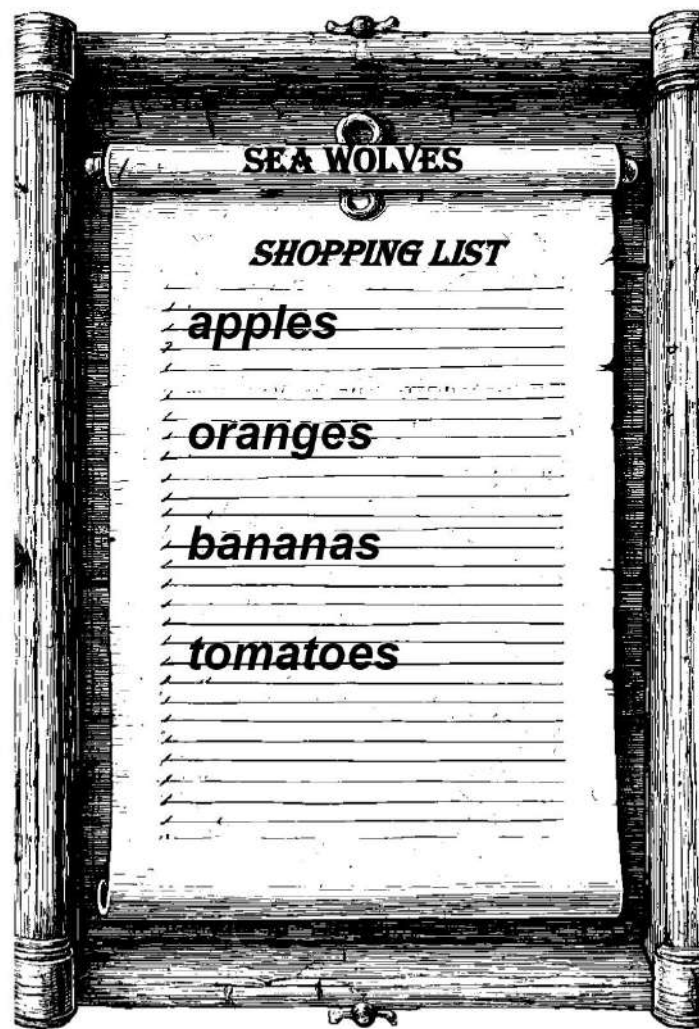 SEA WOLVES
SHOPPING LIST
apples
oranges
bananas
tomatoes